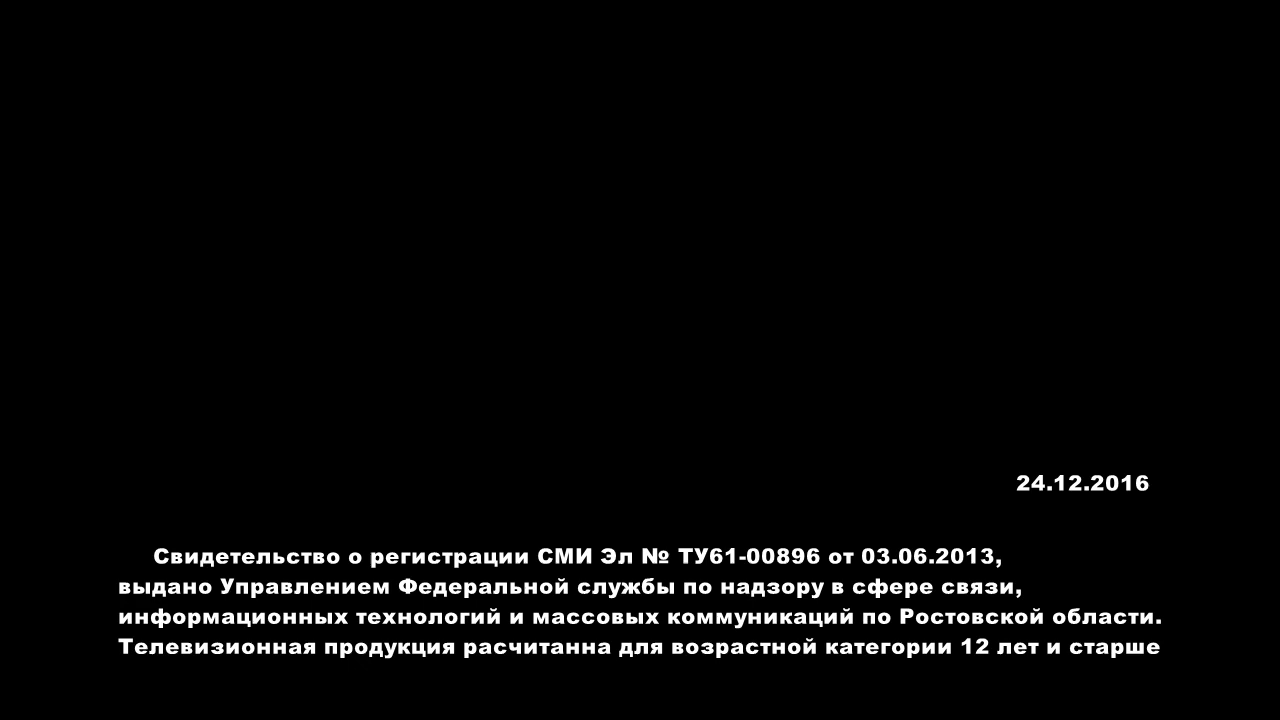 24.12.2016
Свидетельство о регистрации СМИ Эл № ТУ61-00896 от 03.06.2013,
выдано Управлением Федеральной службы по надзору в сфере связи,
информационных технологий и массовых коммуникаций по Ростовской области.
Телевизионная продукция расчитанна для возрастной категории 12 лет и старше